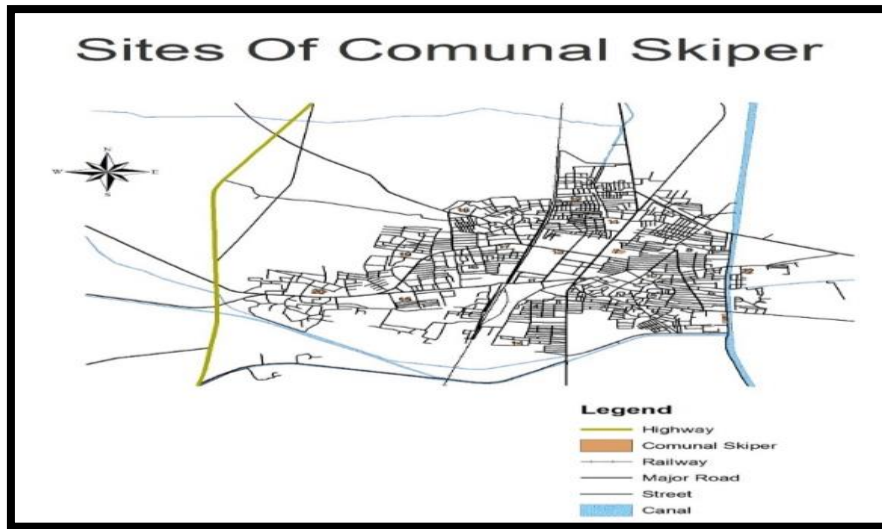 Sites Of Comunal Skiper
N
W E
S
Legend
Highway
Comunal Skiper
Railway
Major Road
Street
Canal